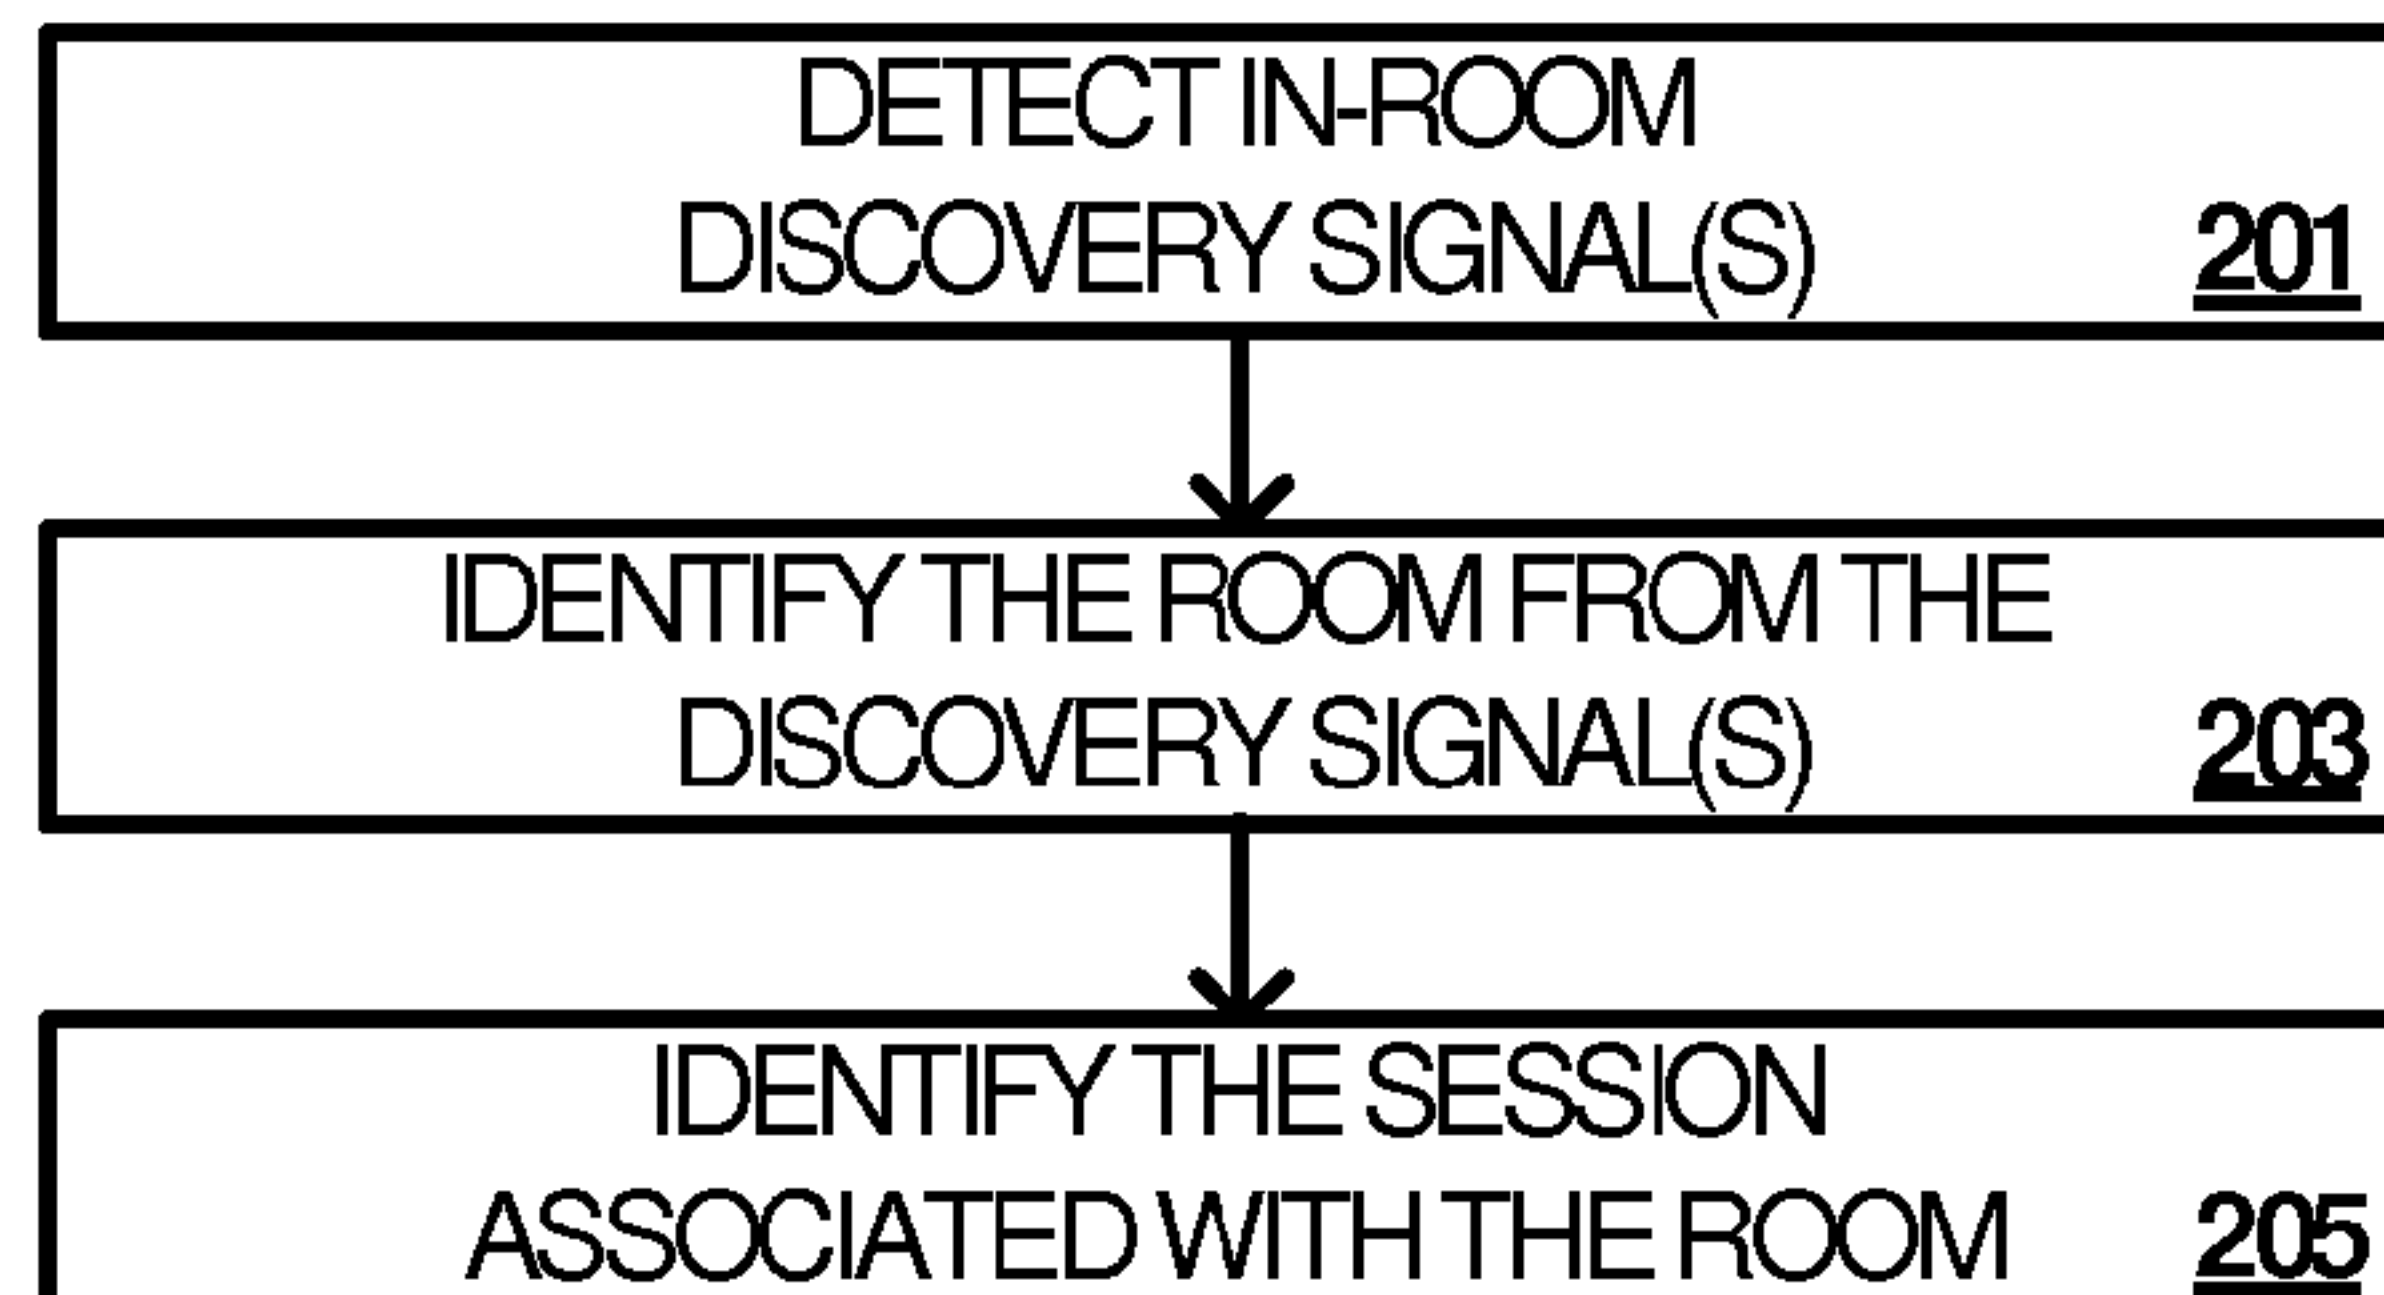 DETECT IN-ROOM
DISCOVERY SIGNAL(S)
201
IDENTIFY THE ROOM FROM THE
DISCOVERY SIGNAL(S)
203
IDENTIFY THE SESSION
ASSOCIATED WITH THE ROOM
205